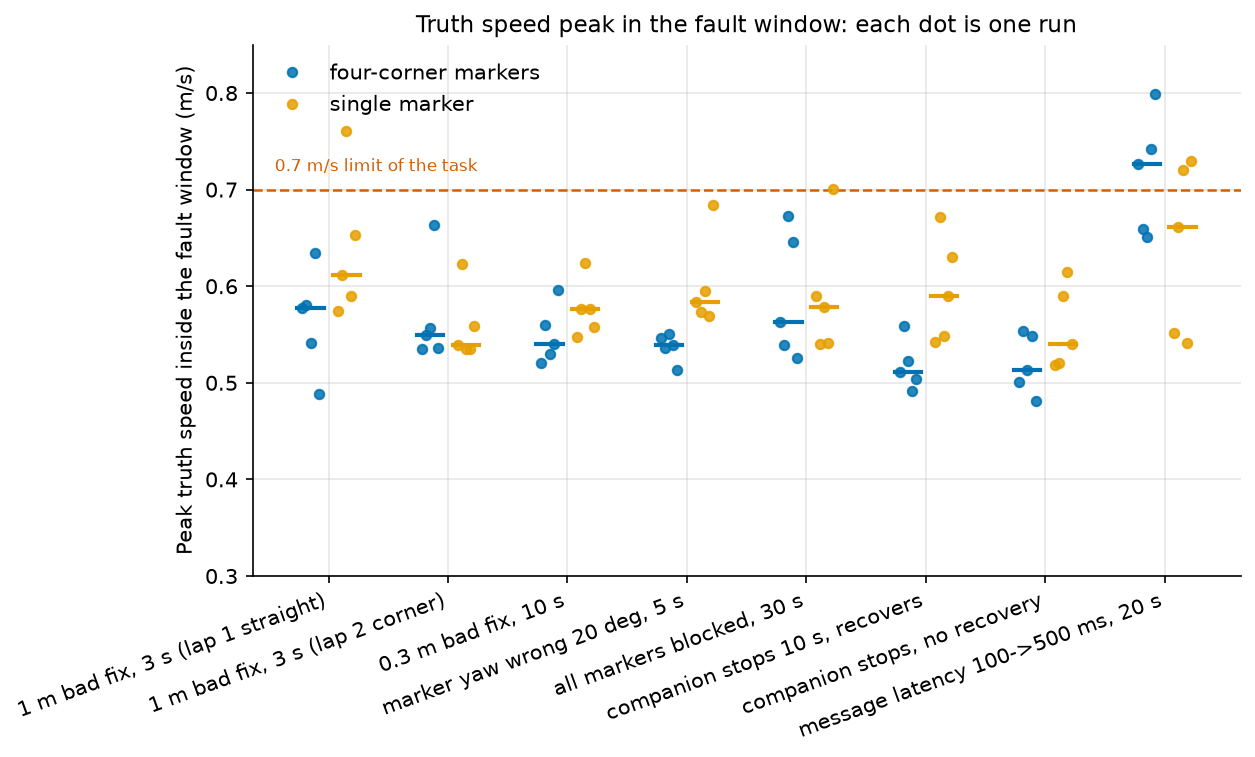 Truth speed peak in the fault window: each dot is one run
four-corner markers
single marker
0.7 m/s limit of the task
Peak truth speed inside the fault window (m/s)
0.8
0.7
0.6
0.5
0.4
0.3
1 m bad fix, 3 s (lap 1 straight)
1 m bad fix, 3 s (lap 2 corner)
0.3 m bad fix, 10 s
marker yaw wrong 20 deg, 5 s
all markers blocked, 30 s
companion stops 10 s, recovers
companion stops, no recovery
message latency 100->500 ms, 20 s